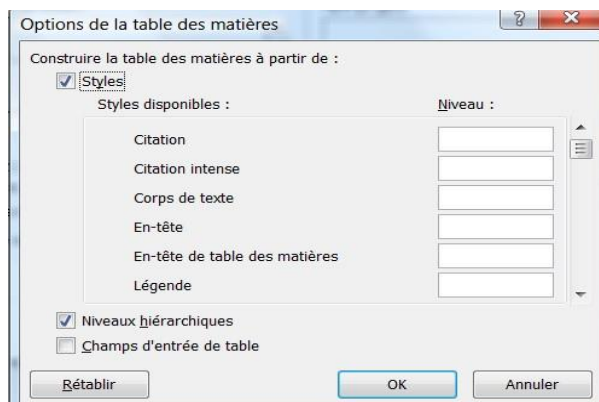 Options de la table des matières
Construire la table des matières à partir de :
Styles
Styles disponibles : Niveau :
Citation
Citation intense
Corps de texte
En-tête
En-tête de table des matières
Légende
Niveaux hiérarchiques
Champs d'entrée de table
Rétablir OK Annuler